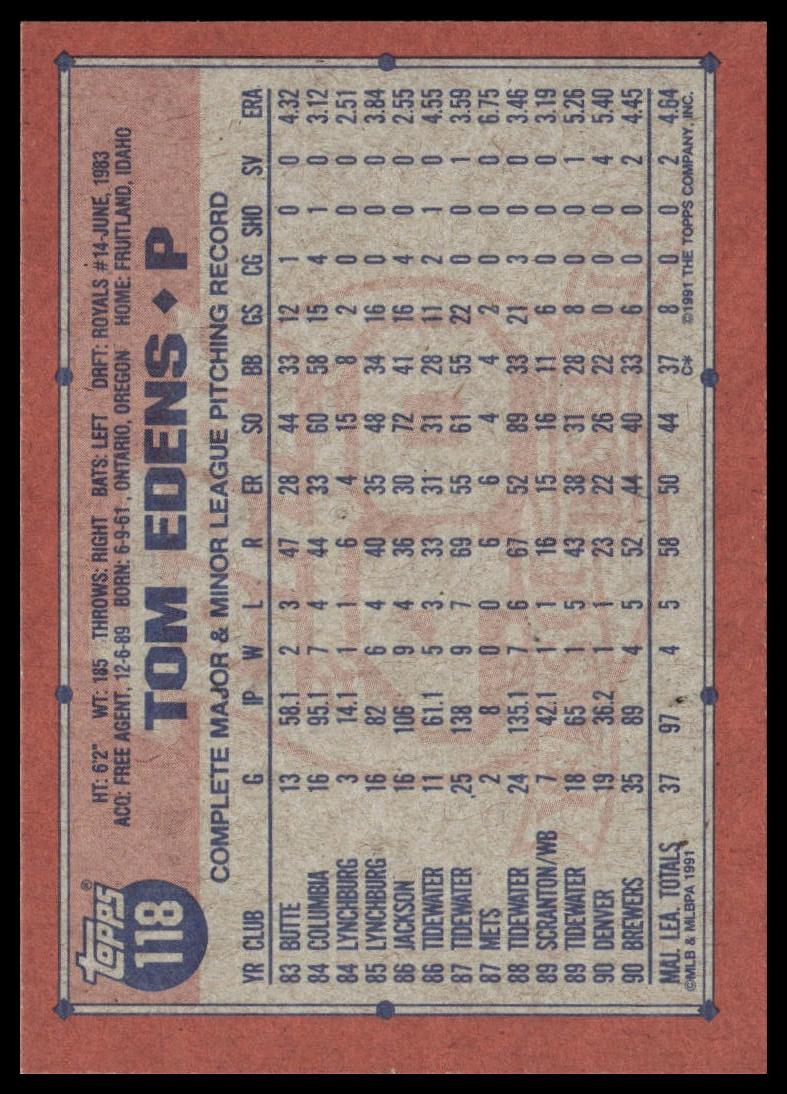 topps®
118
HT: 6'2" WT: 185 THROWS: RIGHT BATS: LEFT DRFT: ROYALS #14-JUNE, 1983
ACQ: FREE AGENT, 12-6-89 BORN: 6-9-61, ONTARIO, OREGON HOME: FRUITLAND, IDAHO
TOM EDENS ◆ P
COMPLETE MAJOR & MINOR LEAGUE PITCHING RECORD
YR CLUB G IP W L R ER SO BB GS CG SHO SV ERA
83 BUTTE 13 58.1 2 3 47 28 44 33 12 1 0 0 4.32
84 COLUMBIA 16 95.1 7 4 44 33 60 58 15 4 1 0 3.12
84 LYNCHBURG 3 14.1 1 1 6 4 15 8 2 0 0 0 2.51
85 LYNCHBURG 16 82 6 4 40 35 48 34 16 0 0 0 3.84
86 JACKSON 16 106 9 4 36 30 72 41 16 4 0 0 2.55
86 TIDEWATER 11 61.1 5 3 33 31 31 28 11 2 1 0 4.55
87 TIDEWATER 25 138 9 7 69 55 61 55 22 0 0 1 3.59
87 METS 2 8 0 0 6 6 4 4 2 0 0 0 6.75
88 TIDEWATER 24 135.1 7 6 67 52 89 33 21 3 0 0 3.46
89 SCRANTON/WB 7 42.1 1 1 16 15 16 11 6 0 0 0 3.19
89 TIDEWATER 18 65 1 5 43 38 31 28 8 0 0 1 5.26
90 DENVER 19 36.2 1 1 23 22 26 22 0 0 0 4 5.40
90 BREWERS 35 89 4 5 52 44 40 33 6 0 0 2 4.45
MAJ. LEA. TOTALS 37 97 4 5 58 50 44 37 8 0 0 2 4.64
©MLB & MLBPA 1991 C* ©1991 THE TOPPS COMPANY, INC.